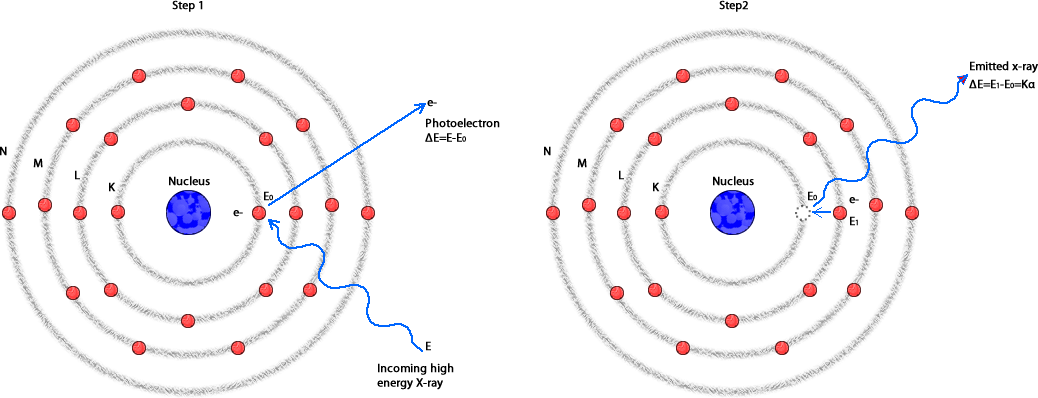 Step 1
N
M
L
K
Nucleus
E0
e-
e-
Photoelectron
ΔE=E-E0
E
Incoming high
energy X-ray
Step2
N
M
L
K
Nucleus
E0
e-
E1
Emitted x-ray
ΔE=E1-E0=Kα